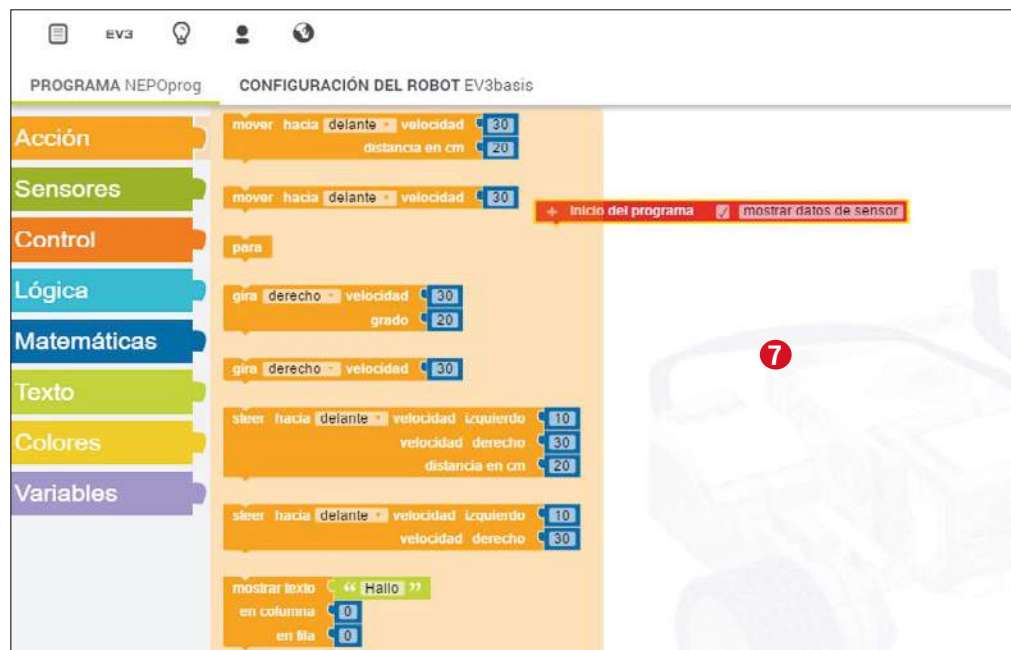 EV3
PROGRAMA NEPOprog CONFIGURACIÓN DEL ROBOT EV3basis
Acción
Sensores
Control
Lógica
Matemáticas
Texto
Colores
Variables
mover hacia delante velocidad 30
distancia en cm 20
mover hacia delante velocidad 30
para
gira derecho velocidad 30
grado 20
gira derecho velocidad 30
steer hacia delante velocidad izquierdo 10
velocidad derecho 30
distancia en cm 20
steer hacia delante velocidad izquierdo 10
velocidad derecho 30
mostrar texto “ Hallo ”
en columna 0
en fila 0
+ Inicio del programa ✓ mostrar datos de sensor
7